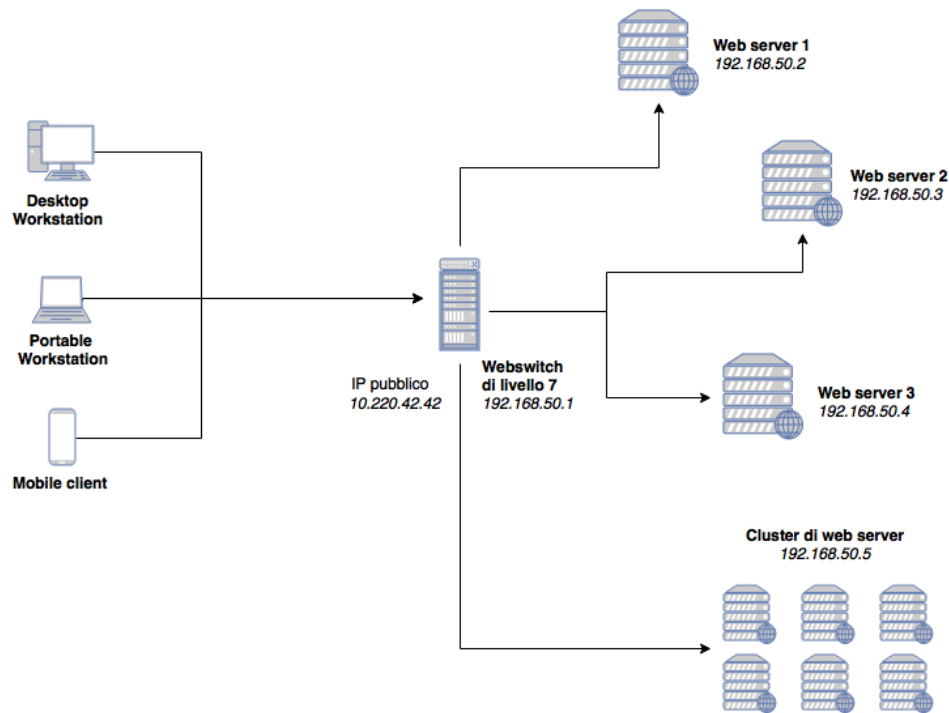 Web server 1
192.168.50.2
Web server 2
192.168.50.3
Desktop
Workstation
Portable
Workstation
IP pubblico
10.220.42.42
Webswitch
di livello 7
192.168.50.1
Web server 3
192.168.50.4
Mobile client
Cluster di web server
192.168.50.5